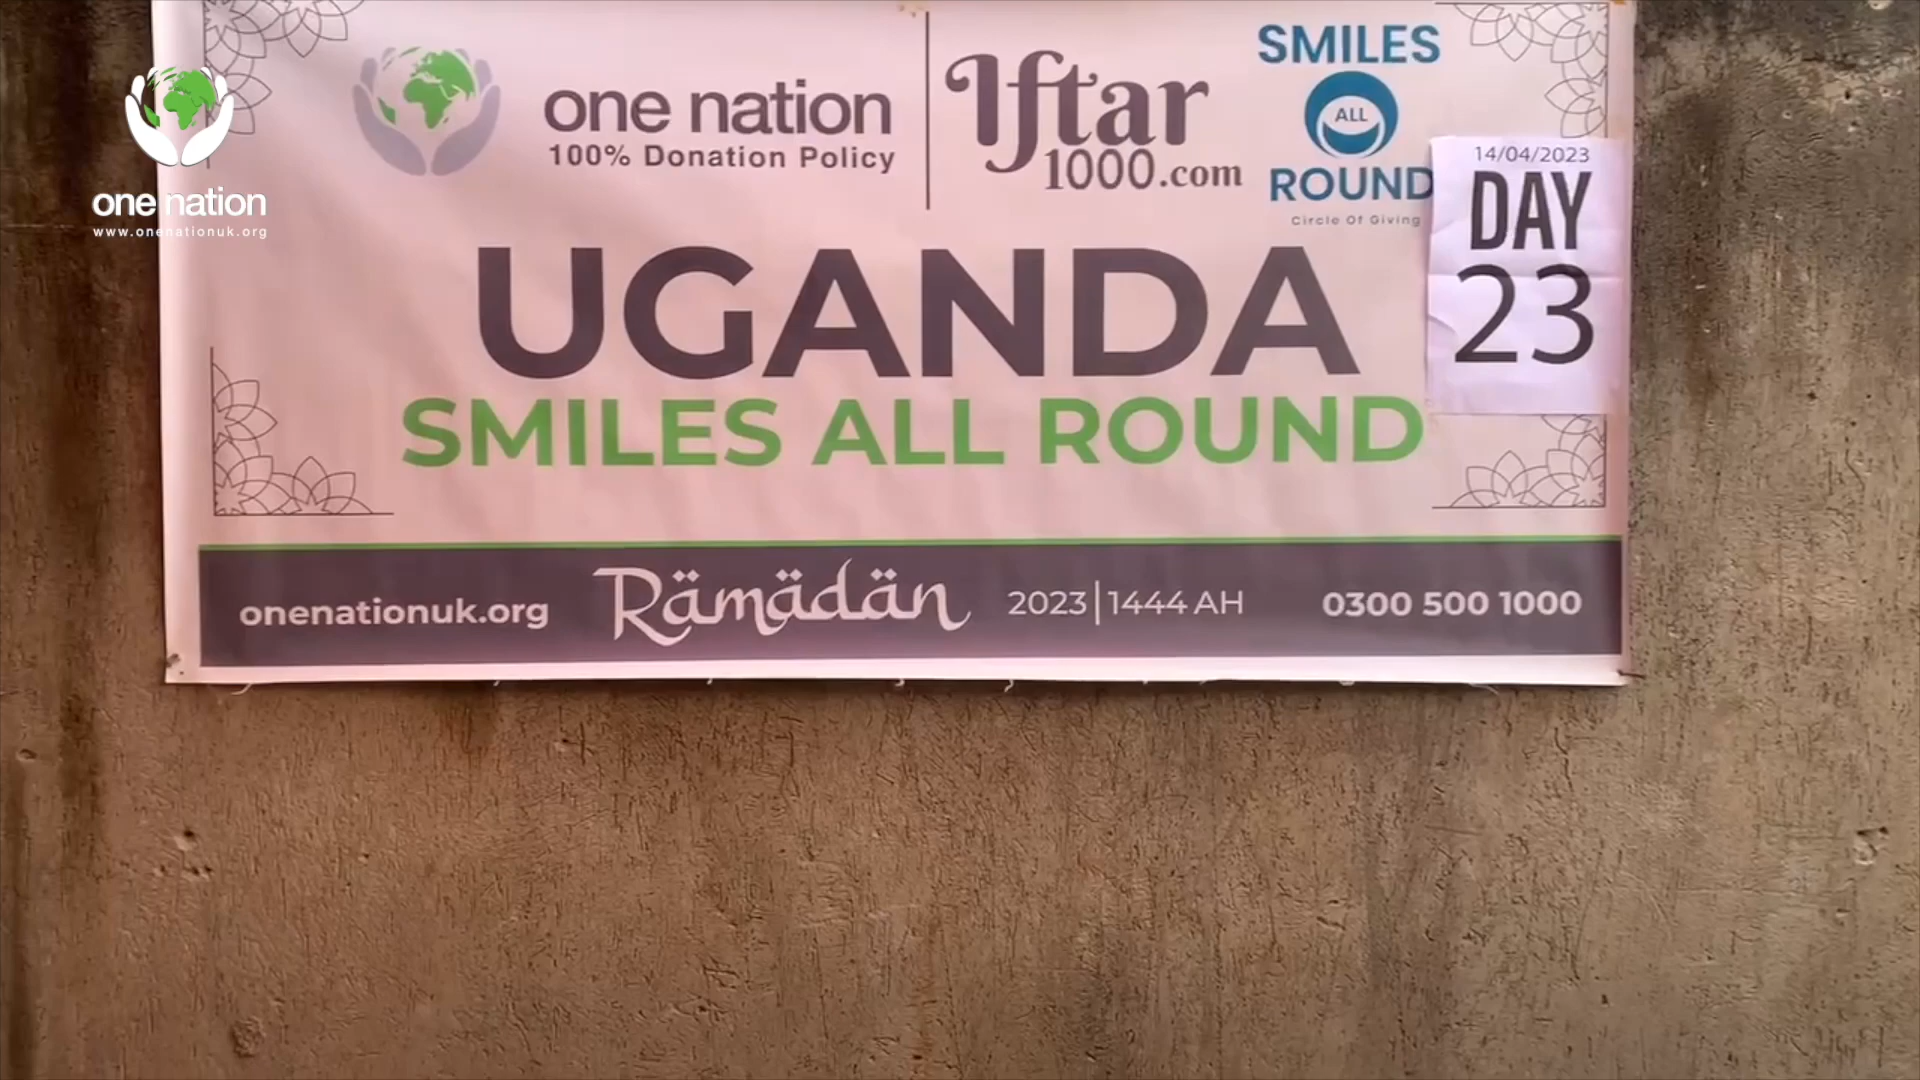 one nation
www.onenationuk.org
one nation
100% Donation Policy
Iftar
1000.com
SMILES
ALL
ROUND
Circle Of Giving
14/04/2023
DAY
23
UGANDA
SMILES ALL ROUND
onenationuk.org
Ramadan
2023|1444 AH
0300 500 1000